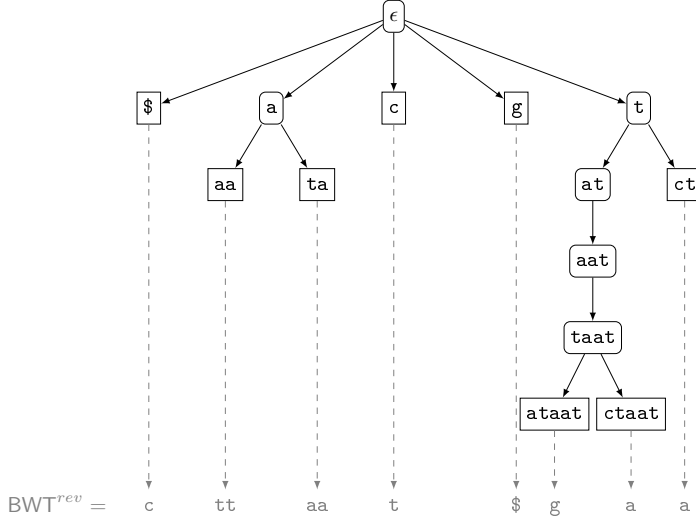 ϵ
$ a c g t
aa ta at ct
aat
taat
ataat ctaat
BWT^{rev} = c tt aa t $ g a a